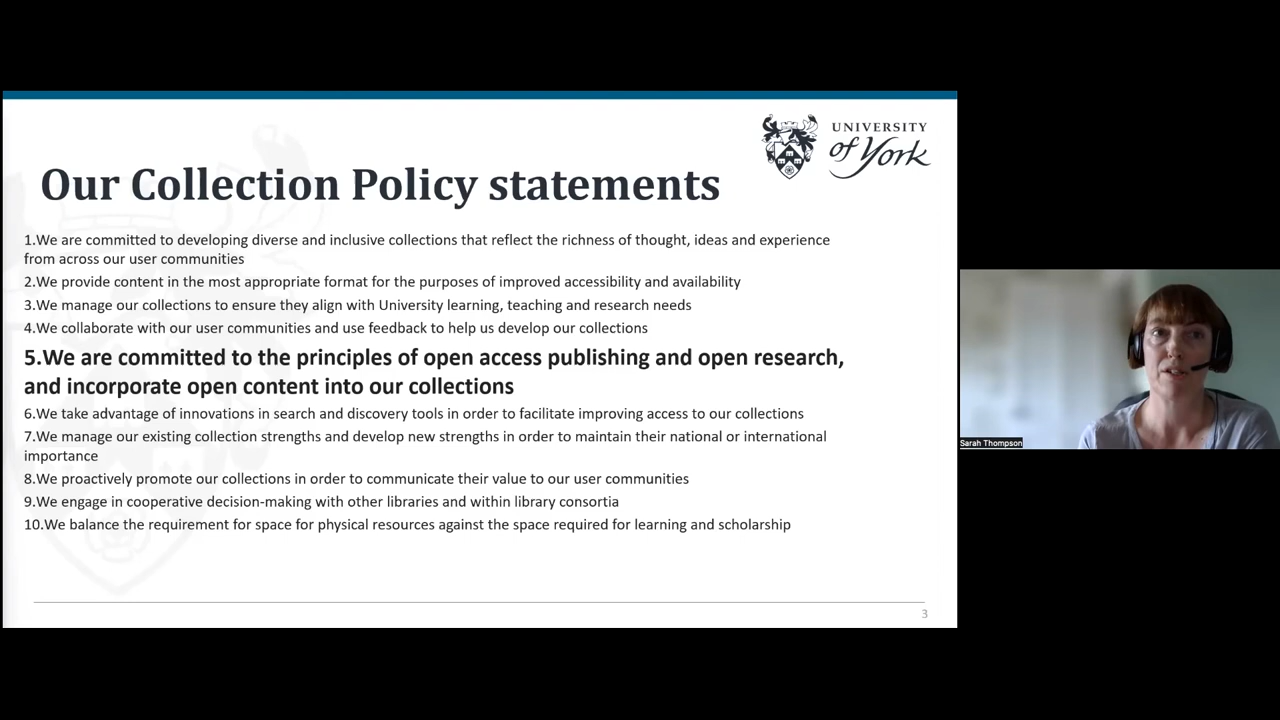 UNIVERSITY
of York
Our Collection Policy statements
1.We are committed to developing diverse and inclusive collections that reflect the richness of thought, ideas and experience
from across our user communities
2.We provide content in the most appropriate format for the purposes of improved accessibility and availability
3.We manage our collections to ensure they align with University learning, teaching and research needs
4.We collaborate with our user communities and use feedback to help us develop our collections
5.We are committed to the principles of open access publishing and open research,
and incorporate open content into our collections
6.We take advantage of innovations in search and discovery tools in order to facilitate improving access to our collections
7.We manage our existing collection strengths and develop new strengths in order to maintain their national or international
importance
8.We proactively promote our collections in order to communicate their value to our user communities
9.We engage in cooperative decision-making with other libraries and within library consortia
10.We balance the requirement for space for physical resources against the space required for learning and scholarship
3
Sarah Thompson